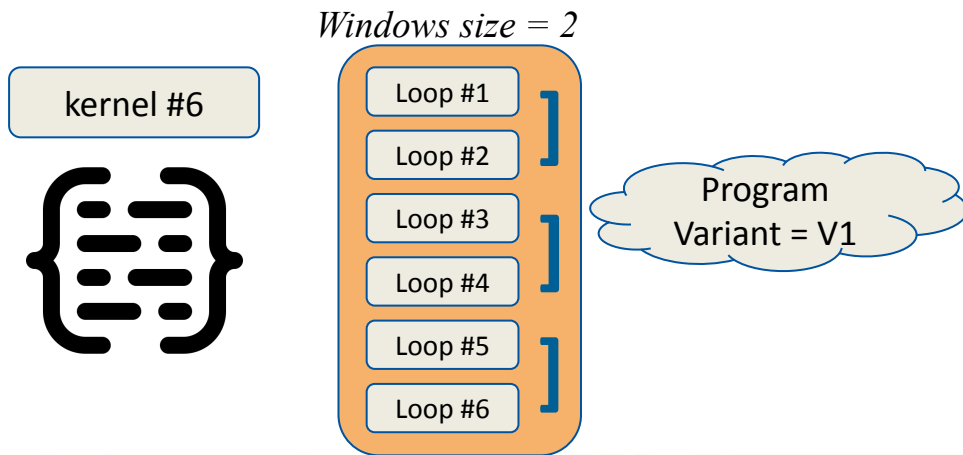 Windows size = 2
kernel #6
Loop #1
Loop #2
Loop #3
Loop #4
Loop #5
Loop #6
Program
Variant = V1